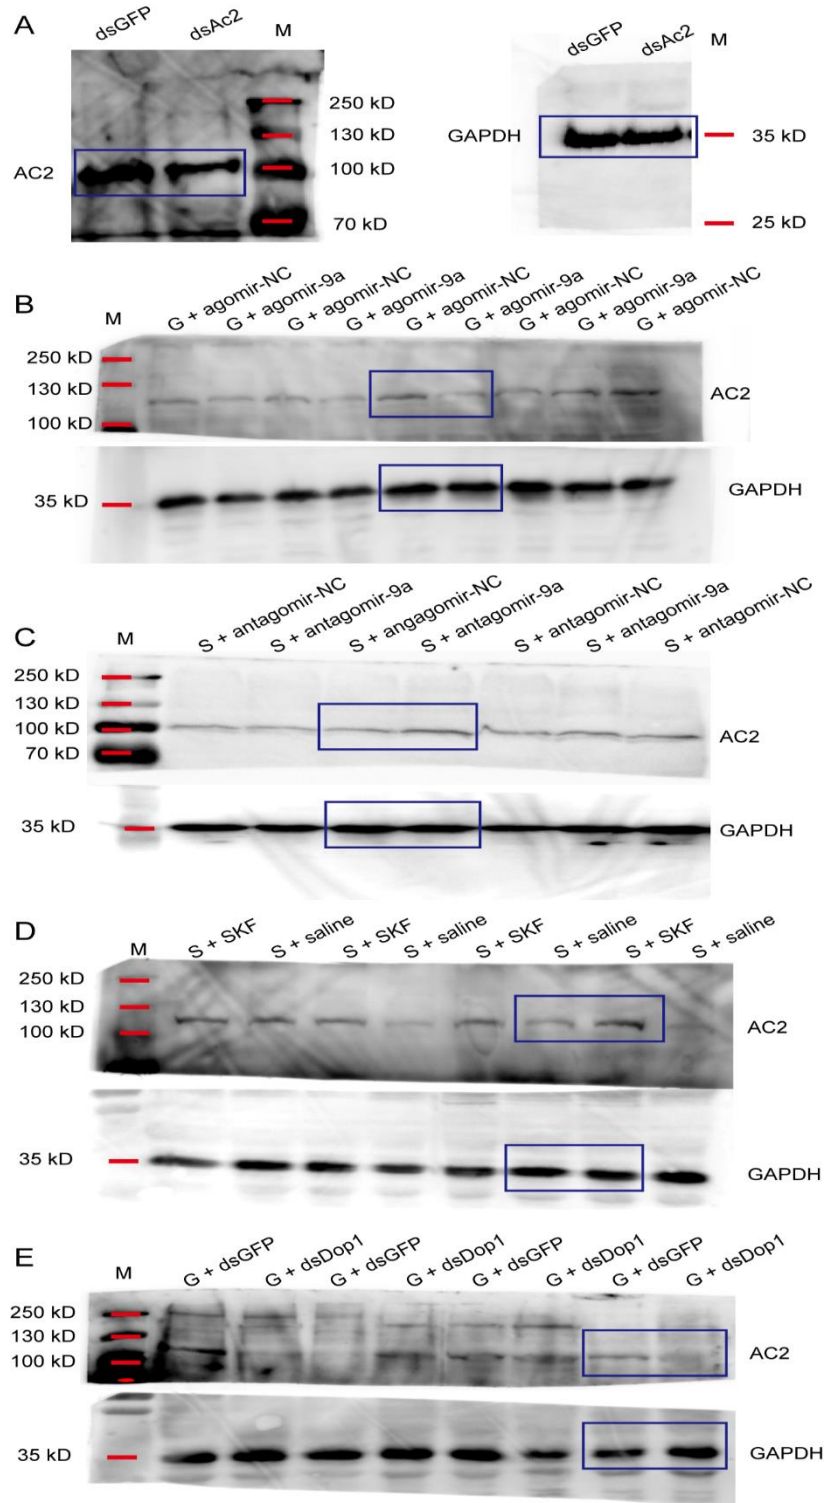 A
dsGFP dsAc2 M
250 kD
130 kD
AC2 100 kD
70 kD
dsGFP dsAc2 M
GAPDH 35 kD
25 kD
B
M G + agomir-NC G + agomir-9a G + agomir-NC G + agomir-9a G + agomir-NC G + agomir-9a G + agomir-NC G + agomir-9a G + agomir-NC
250 kD
130 kD AC2
100 kD
35 kD GAPDH
C
M S + antagomir-NC S + antagomir-9a S + angagomir-NC S + antagomir-9a S + antagomir-NC S + antagomir-9a S + antagomir-NC
250 kD
130 kD
100 kD AC2
70 kD
35 kD GAPDH
D
M S + SKF S + saline S + SKF S + saline S + SKF S + saline S + SKF S + saline
250 kD
130 kD
100 kD AC2
35 kD GAPDH
E
M G + dsGFP G + dsDop1 G + dsGFP G + dsDop1 G + dsGFP G + dsDop1 G + dsGFP G + dsDop1
250 kD
130 kD
100 kD AC2
35 kD GAPDH